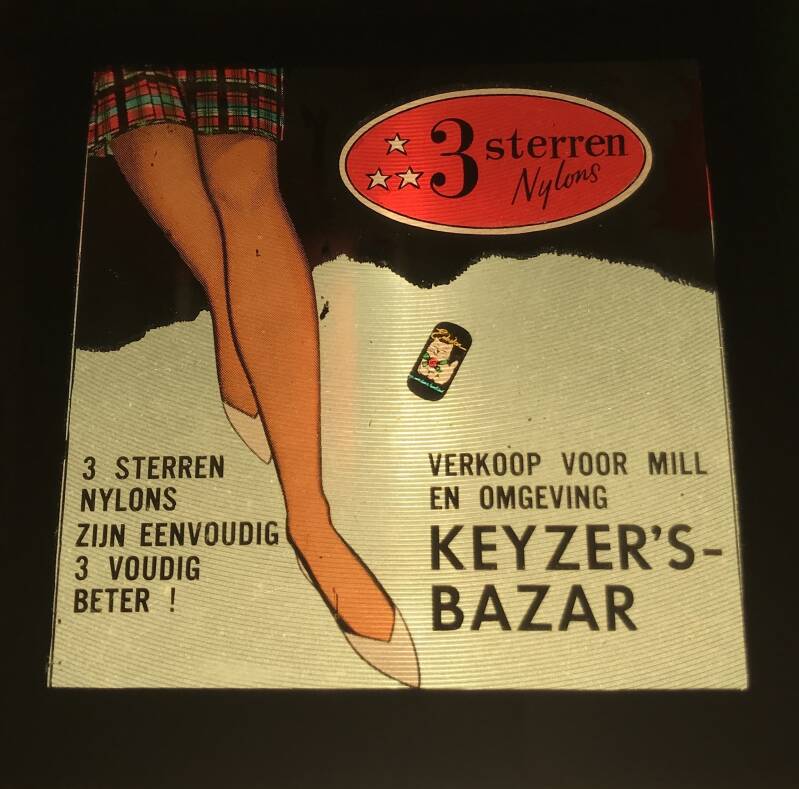 3 sterren
Nylons
3 STERREN
NYLONS
ZIJN EENVOUDIG
3 VOUDIG
BETER !
VERKOOP VOOR MILL
EN OMGEVING
KEYZER'S-
BAZAR